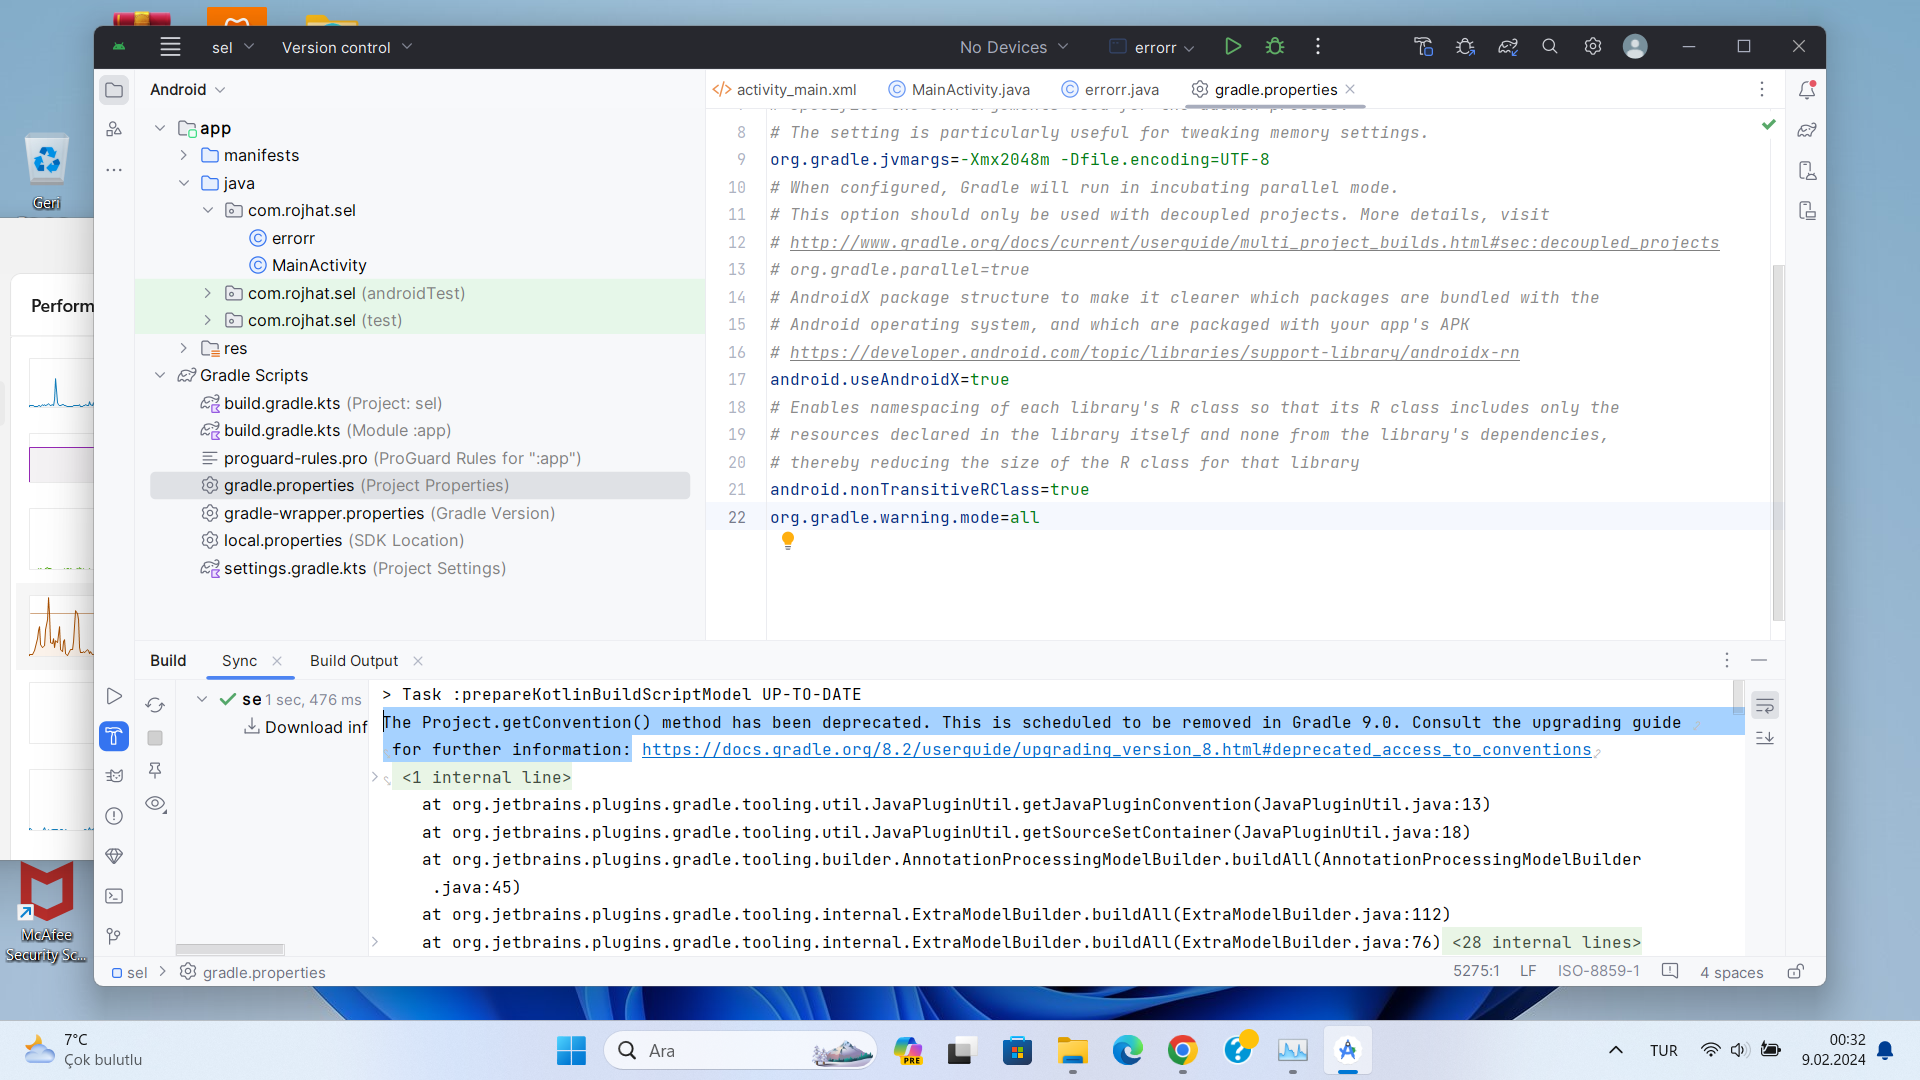 sel
Version control
No Devices
errorr
Android
activity_main.xml
MainActivity.java
errorr.java
gradle.properties
app
manifests
java
com.rojhat.sel
errorr
MainActivity
com.rojhat.sel (androidTest)
com.rojhat.sel (test)
res
Gradle Scripts
build.gradle.kts (Project: sel)
build.gradle.kts (Module :app)
proguard-rules.pro (ProGuard Rules for ":app")
gradle.properties (Project Properties)
gradle-wrapper.properties (Gradle Version)
local.properties (SDK Location)
settings.gradle.kts (Project Settings)
8 # The setting is particularly useful for tweaking memory settings.
9 org.gradle.jvmargs=-Xmx2048m -Dfile.encoding=UTF-8
10 # When configured, Gradle will run in incubating parallel mode.
11 # This option should only be used with decoupled projects. More details, visit
12 # http://www.gradle.org/docs/current/userguide/multi_project_builds.html#sec:decoupled_projects
13 # org.gradle.parallel=true
14 # AndroidX package structure to make it clearer which packages are bundled with the
15 # Android operating system, and which are packaged with your app's APK
16 # https://developer.android.com/topic/libraries/support-library/androidx-rn
17 android.useAndroidX=true
18 # Enables namespacing of each library's R class so that its R class includes only the
19 # resources declared in the library itself and none from the library's dependencies,
20 # thereby reducing the size of the R class for that library
21 android.nonTransitiveRClass=true
22 org.gradle.warning.mode=all
Build
Sync
Build Output
se 1 sec, 476 ms
Download inf
> Task :prepareKotlinBuildScriptModel UP-TO-DATE
The Project.getConvention() method has been deprecated. This is scheduled to be removed in Gradle 9.0. Consult the upgrading guide
for further information: https://docs.gradle.org/8.2/userguide/upgrading_version_8.html#deprecated_access_to_conventions
<1 internal line>
at org.jetbrains.plugins.gradle.tooling.util.JavaPluginUtil.getJavaPluginConvention(JavaPluginUtil.java:13)
at org.jetbrains.plugins.gradle.tooling.util.JavaPluginUtil.getSourceSetContainer(JavaPluginUtil.java:18)
at org.jetbrains.plugins.gradle.tooling.builder.AnnotationProcessingModelBuilder.buildAll(AnnotationProcessingModelBuilder
.java:45)
at org.jetbrains.plugins.gradle.tooling.internal.ExtraModelBuilder.buildAll(ExtraModelBuilder.java:112)
at org.jetbrains.plugins.gradle.tooling.internal.ExtraModelBuilder.buildAll(ExtraModelBuilder.java:76) <28 internal lines>
sel > gradle.properties
5275:1 LF ISO-8859-1 4 spaces
Geri
Perform
McAfee
Security Sc...
7°C
Çok bulutlu
Ara
PRE
TUR
00:32
9.02.2024